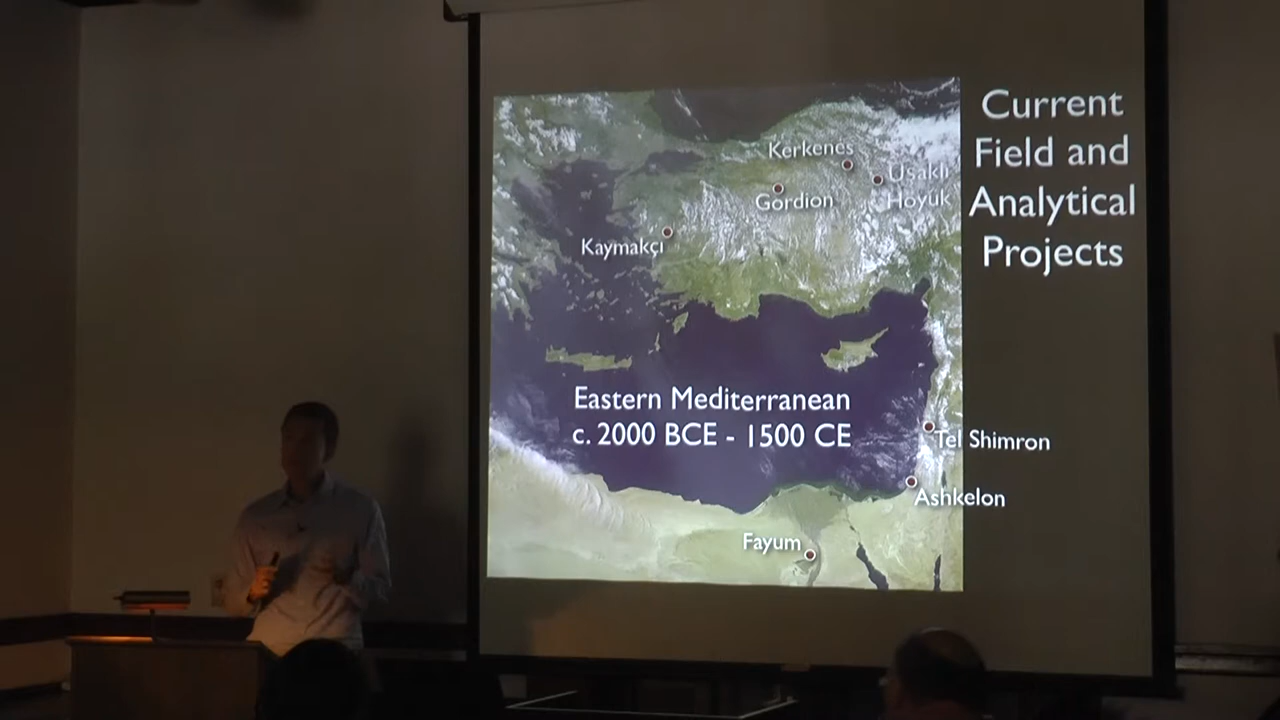 Current
Field and
Analytical
Projects
Kerkenes
Uşaklı
Höyük
Gordion
Kaymakçı
Eastern Mediterranean
c. 2000 BCE - 1500 CE
Tel Shimron
Ashkelon
Fayum